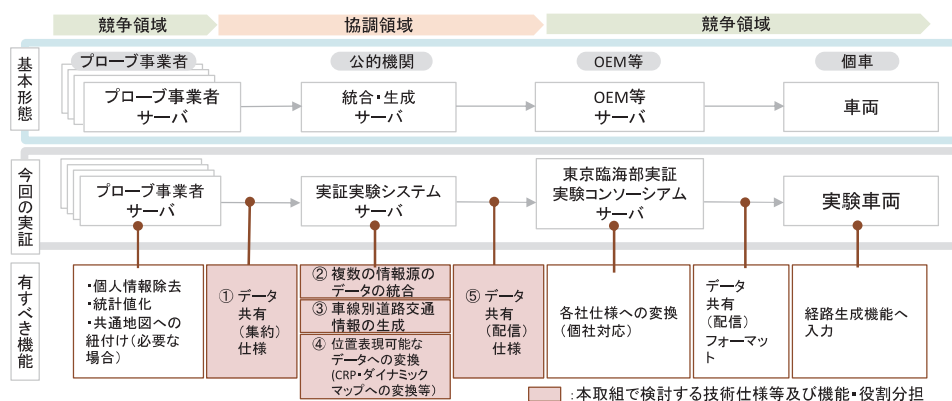 競争領域
協調領域
競争領域
基本形態
プローブ事業者
公的機関
OEM等
個車
プローブ事業者
サーバ
統合・生成
サーバ
OEM等
サーバ
車両
今回の実証
プローブ事業者
サーバ
実証実験システム
サーバ
東京臨海部実証
実験コンソーシアム
サーバ
実験車両
有すべき機能
・個人情報除去
・統計値化
・共通地図への
紐付け(必要な
場合)
① データ
共有
(集約)
仕様
② 複数の情報源の
データの統合
③ 車線別道路交通
情報の生成
④ 位置表現可能な
データへの変換
(CRP・ダイナミック
マップへの変換等)
⑤ データ
共有
(配信)
仕様
各社仕様への変換
(個社対応)
データ
共有
(配信)
フォーマッ
ト
経路生成機能へ
入力
:本取組で検討する技術仕様等及び機能・役割分担